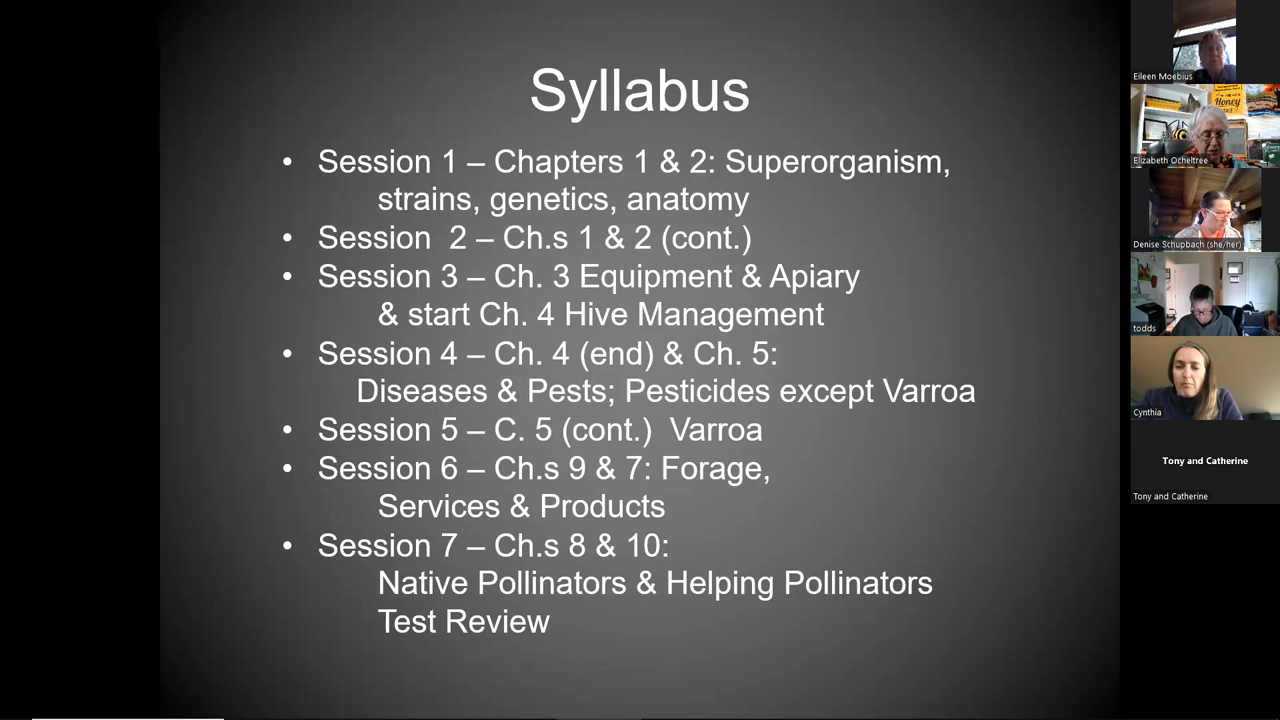 Syllabus
• Session 1 – Chapters 1 & 2: Superorganism,
strains, genetics, anatomy
• Session  2 – Ch.s 1 & 2 (cont.)
• Session 3 – Ch. 3 Equipment & Apiary
& start Ch. 4 Hive Management
• Session 4 – Ch. 4 (end) & Ch. 5:
Diseases & Pests; Pesticides except Varroa
• Session 5 – C. 5 (cont.)  Varroa
• Session 6 – Ch.s 9 & 7: Forage,
Services & Products
• Session 7 – Ch.s 8 & 10:
Native Pollinators & Helping Pollinators
Test Review
Eileen Moebius
Honey
Elizabeth Ocheltree
Denise Schupbach (she/her)
todds
Cynthia
Tony and Catherine
Tony and Catherine